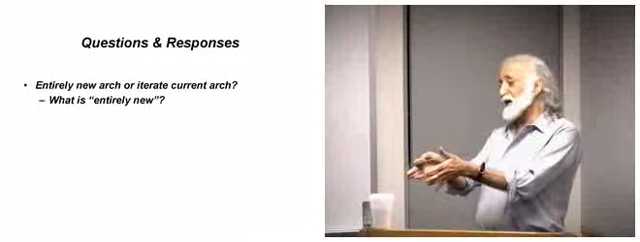 Questions & Responses
• Entirely new arch or iterate current arch?
– What is “entirely new”?